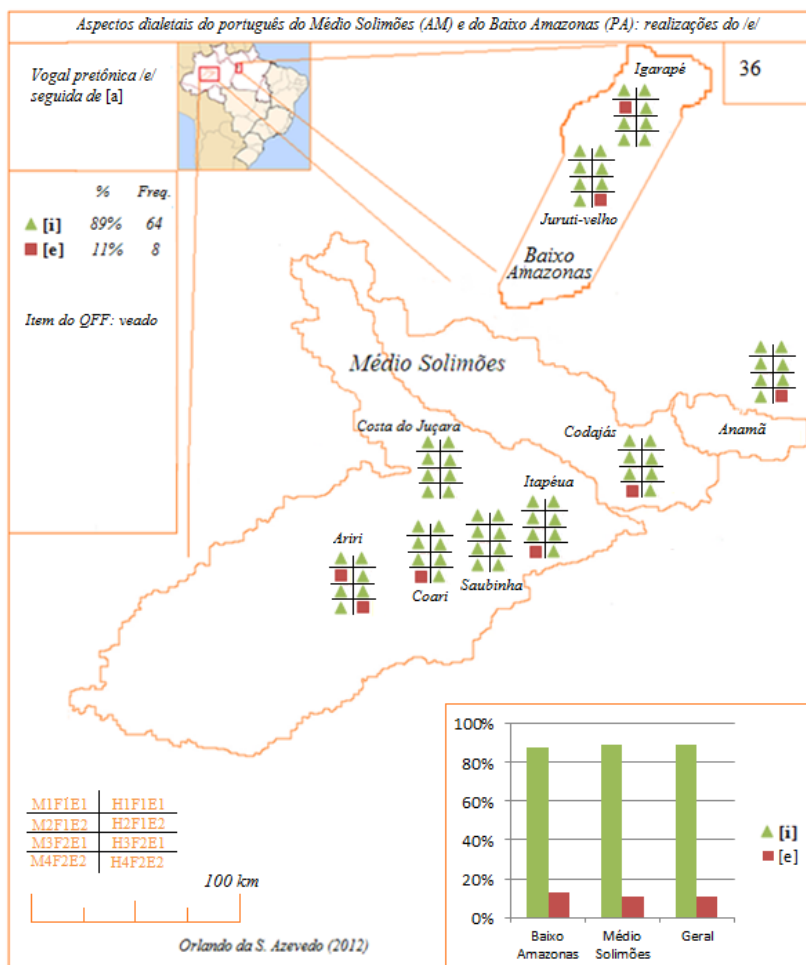 Aspectos dialetais do português do Médio Solimões (AM) e do Baixo Amazonas (PA): realizações do /e/
Vogal pretônica /e/
seguida de [a]
36
% Freq.
[i] 89% 64
[e] 11% 8
Item do QFF: veado
Igarapé
Juruti-velho
Baixo
Amazonas
Médio Solimões
Anamã
Costa do Juçara
Codajás
Itapéua
Ariri
Saubinha
Coari
M1F1E1 H1F1E1
M2F1E2 H2F1E2
M3F2E1 H3F2E1
M4F2E2 H4F2E2
100 km
Orlando da S. Azevedo (2012)
100%
80%
60%
40%
20%
0%
Baixo
Amazonas
Médio
Solimões
Geral
[i]
[e]